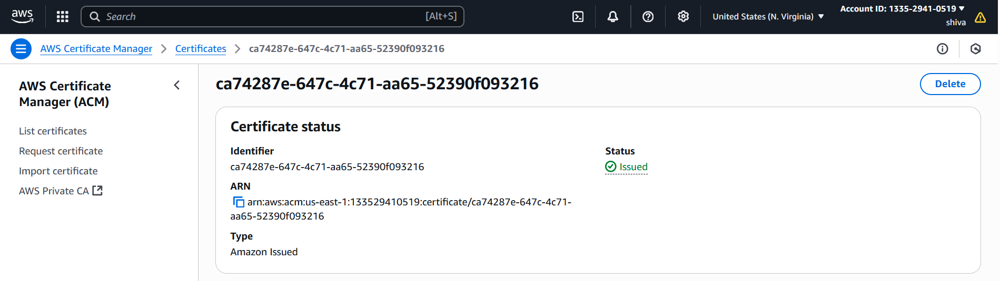 aws
Search
[Alt+S]
United States (N. Virginia)
Account ID: 1335-2941-0519
shiva
AWS Certificate Manager
Certificates
ca74287e-647c-4c71-aa65-52390f093216
AWS Certificate
Manager (ACM)
List certificates
Request certificate
Import certificate
AWS Private CA
ca74287e-647c-4c71-aa65-52390f093216
Delete
Certificate status
Identifier
ca74287e-647c-4c71-aa65-52390f093216
ARN
arn:aws:acm:us-east-1:133529410519:certificate/ca74287e-647c-4c71-
aa65-52390f093216
Type
Amazon Issued
Status
Issued